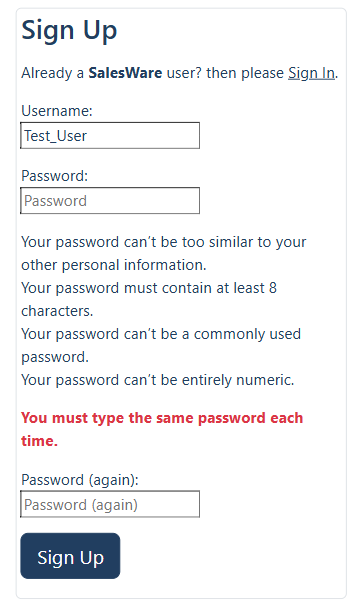 Sign Up
Already a SalesWare user? then please Sign In.
Username:
Test_User
Password:
Password
Your password can’t be too similar to your
other personal information.
Your password must contain at least 8
characters.
Your password can’t be a commonly used
password.
Your password can’t be entirely numeric.
You must type the same password each
time.
Password (again):
Password (again)
Sign Up